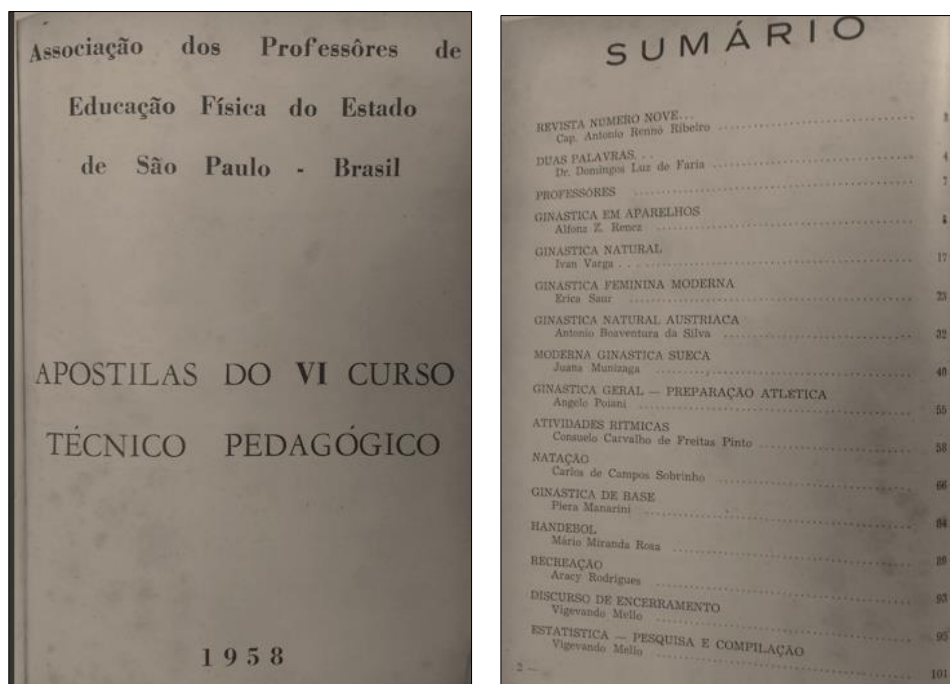 Associação dos Professôres de
Educação Física do Estado
de São Paulo - Brasil
APOSTILAS DO VI CURSO
TÉCNICO PEDAGÓGICO
1958
SUMÁRIO
REVISTA NUMERO NOVE...
Cap. Antonio Rennó Ribeiro
DUAS PALAVRAS...
Dr. Domingos Luz de Faria 4
PROFESSÔRES 7
GINASTICA EM APARELHOS
Alfons Z. Rencz
GINASTICA NATURAL
Ivan Varga 17
GINASTICA FEMININA MODERNA
Erica Saur 23
GINASTICA NATURAL AUSTRIACA
Antonio Boaventura da Silva 32
MODERNA GINASTICA SUECA
Juana Munizaga 40
GINASTICA GERAL — PREPARAÇÃO ATLETICA
Angelo Poiani 55
ATIVIDADES RITMICAS
Consuelo Carvalho de Freitas Pinto 58
NATAÇÃO
Carlos de Campos Sobrinho 66
GINASTICA DE BASE
Piera Manarini 84
HANDEBOL
Mário Miranda Rosa 89
RECREAÇÃO
Aracy Rodrigues 93
DISCURSO DE ENCERRAMENTO
Vigevando Mello 95
ESTATISTICA — PESQUISA E COMPILAÇÃO
Vigevando Mello 101
2 —